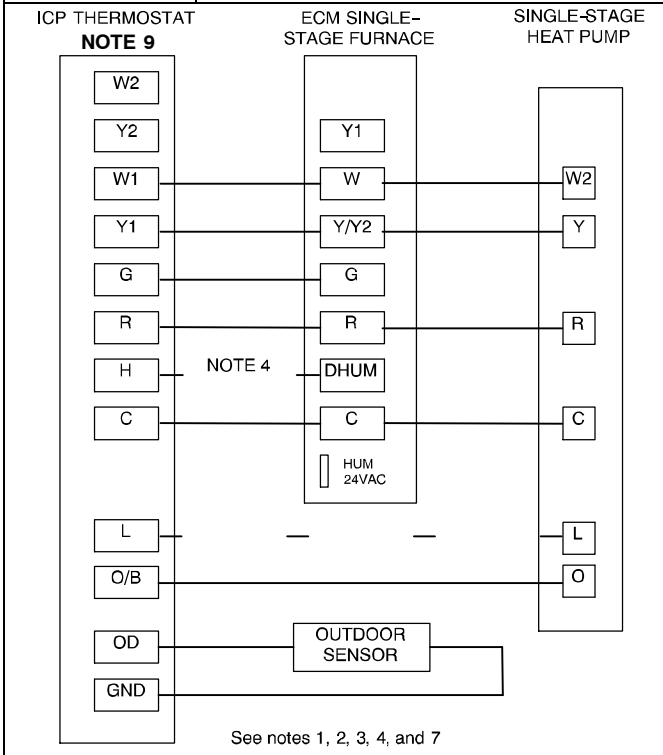 ICP THERMOSTAT
NOTE 9
ECM SINGLE-
STAGE FURNACE
SINGLE-STAGE
HEAT PUMP
W2
Y2 Y1
W1 W W2
Y1 Y/Y2 Y
G G
R R R
H NOTE 4 DHUM
C C C
HUM
24VAC
L L
O/B O
OD
OUTDOOR
SENSOR
GND
See notes 1, 2, 3, 4, and 7